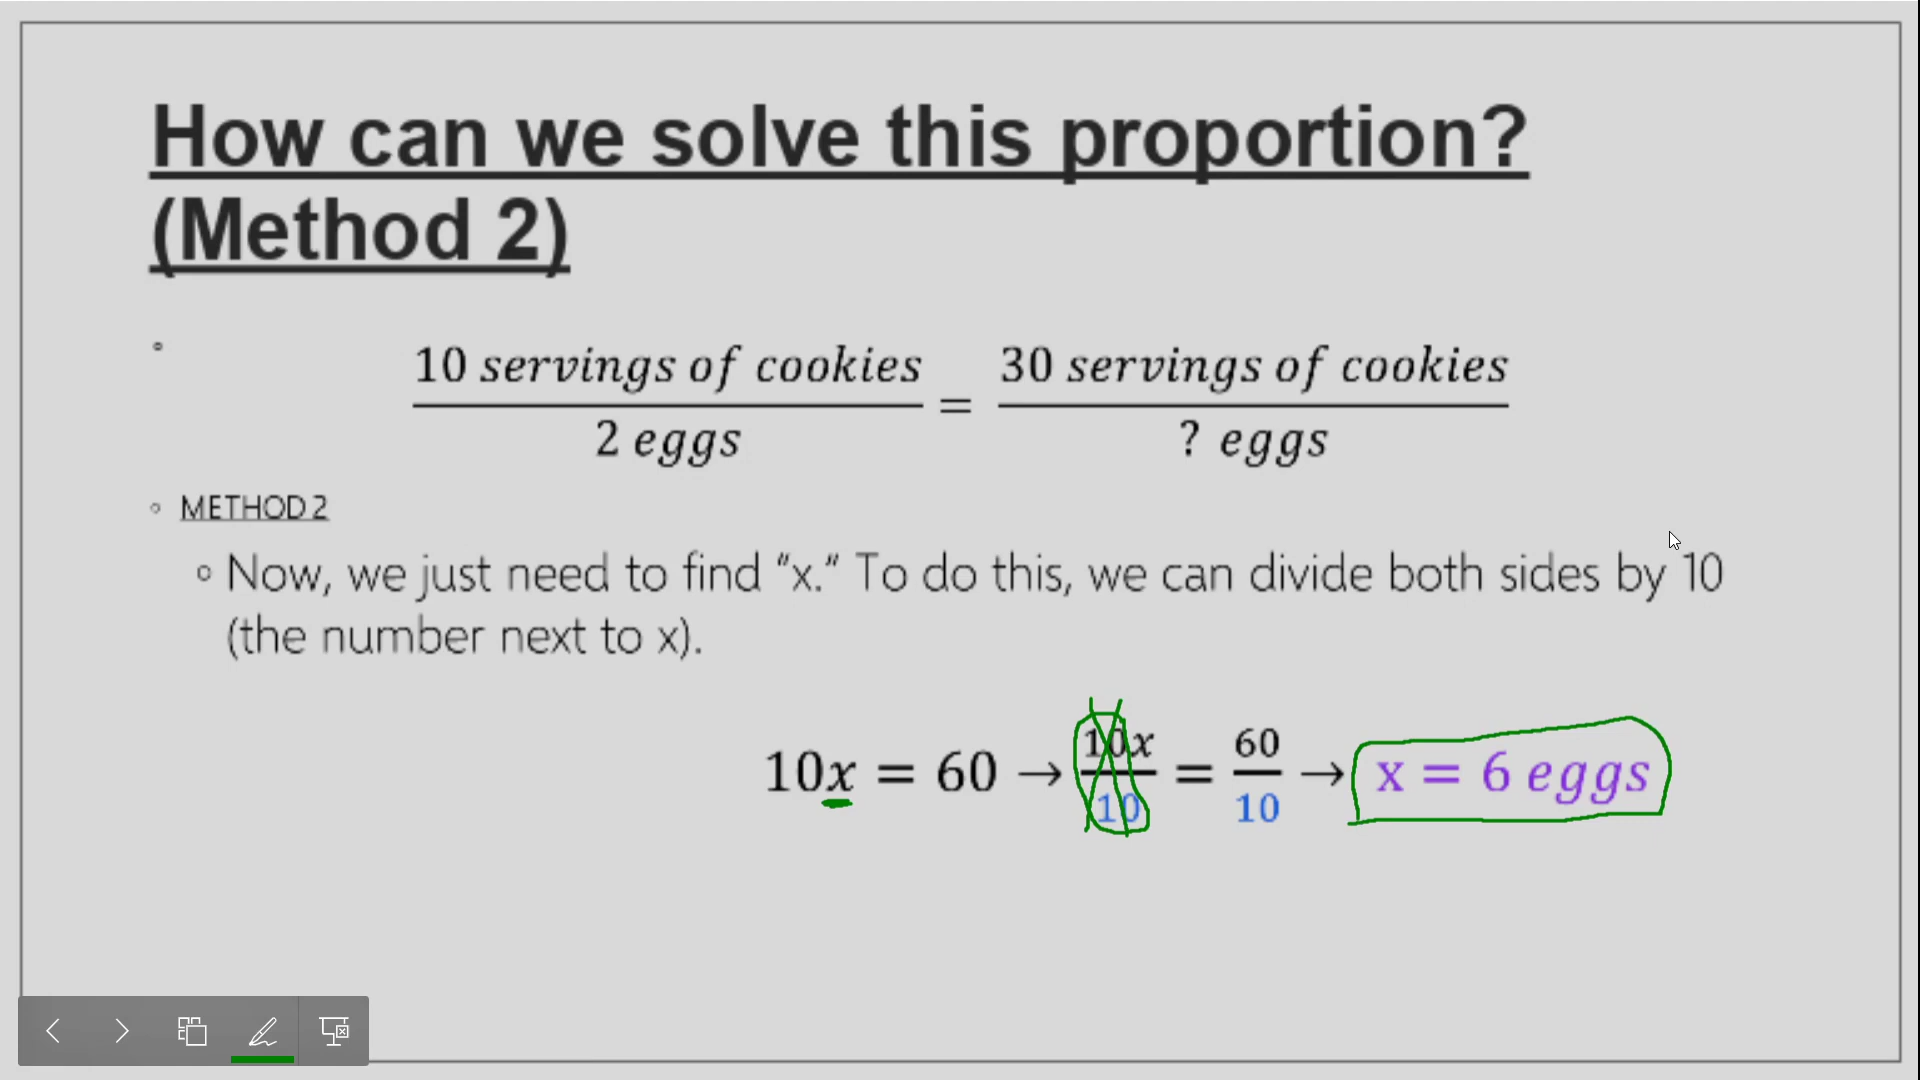 How can we solve this proportion?
(Method 2)
10 servings of cookies / 2 eggs = 30 servings of cookies / ? eggs
METHOD 2
Now, we just need to find “x.” To do this, we can divide both sides by 10
(the number next to x).
10x = 60 → 10x / 10 = 60 / 10 → x = 6 eggs